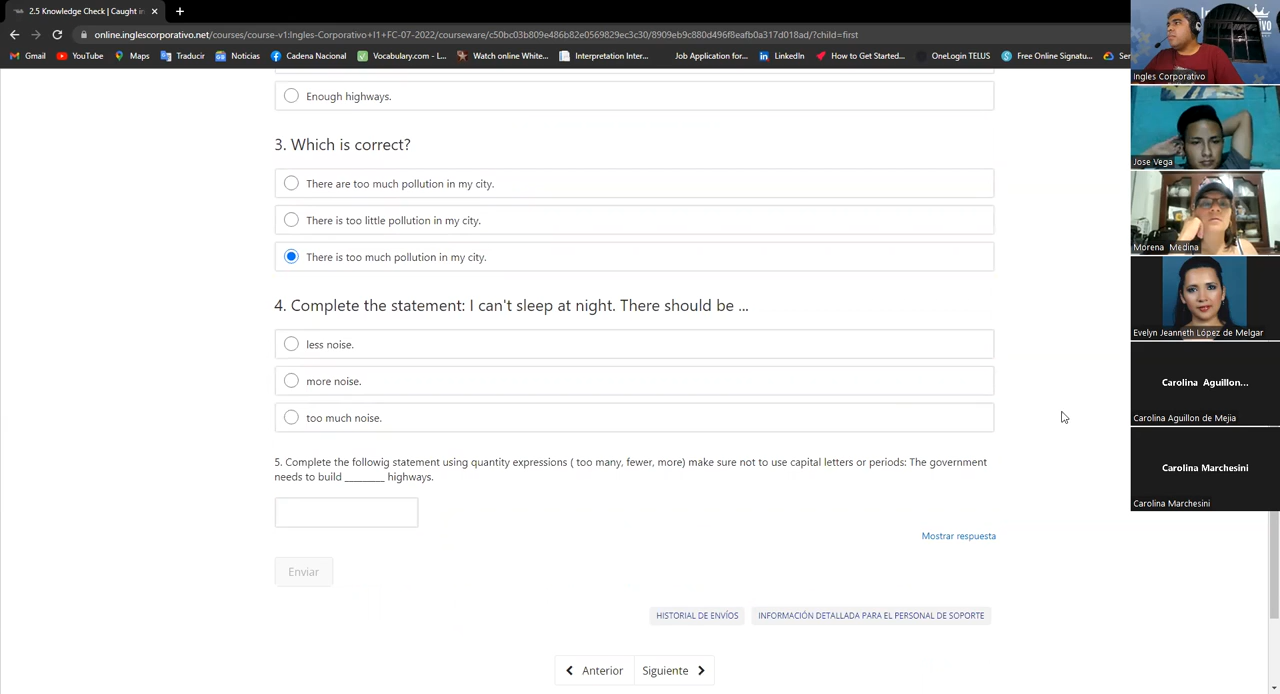 2.5 Knowledge Check | Caught in
online.inglescorporativo.net/courses/course-v1:Ingles-Corporativo+I1+FC-07-2022/courseware/c50bc03b809e486b82e0569829ec3c30/8909eb9c880d496f8eafb0a317d018ad/?child=first
Gmail YouTube Maps Traducir Noticias Cadena Nacional Vocabulary.com - L... Watch online White... Interpretation Inter... Job Application for... LinkedIn How to Get Started... OneLogin TELUS Free Online Signatu...
Enough highways.
3. Which is correct?
There are too much pollution in my city.
There is too little pollution in my city.
There is too much pollution in my city.
4. Complete the statement: I can't sleep at night. There should be ...
less noise.
more noise.
too much noise.
5. Complete the followig statement using quantity expressions ( too many, fewer, more) make sure not to use capital letters or periods: The government
needs to build _______ highways.
Mostrar respuesta
Enviar
HISTORIAL DE ENVÍOS INFORMACIÓN DETALLADA PARA EL PERSONAL DE SOPORTE
Anterior Siguiente
Ingles Corporativo
Jose Vega
Morena Medina
Evelyn Jeanneth López de Melgar
Carolina Aguillon...
Carolina Aguillon de Mejia
Carolina Marchesini
Carolina Marchesini